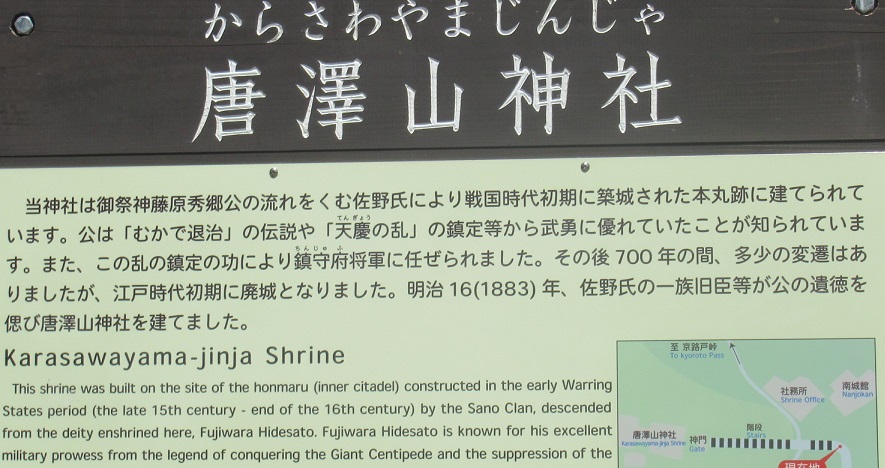 からさわやまじんじゃ
唐澤山神社
当神社は御祭神藤原秀郷公の流れをくむ佐野氏により戦国時代初期に築城された本丸跡に建てられて
てんぎょう
います。公は「むかで退治」の伝説や「天慶の乱」の鎮定等から武勇に優れていたことが知られていま
ちんじゅふ
す。また、この乱の鎮定の功により鎮守府将軍に任ぜられました。その後700年の間、多少の変遷はあ
りましたが、江戸時代初期に廃城となりました。明治16(1883)年、佐野氏の一族旧臣等が公の遺徳を
偲び唐澤山神社を建てました。
Karasawayama-jinja Shrine
This shrine was built on the site of the honmaru (inner citadel) constructed in the early Warring
States period (the late 15th century - end of the 16th century) by the Sano Clan, descended
from the deity enshrined here, Fujiwara Hidesato. Fujiwara Hidesato is known for his excellent
military prowess from the legend of conquering the Giant Centipede and the suppression of the
至 京路戸峠
To kyoroto Pass
社務所
Shrine Office
南城館
Nanjokan
唐澤山神社
Karasawayama-jinja Shrine
神門
Gate
階段
Stairs
現在地